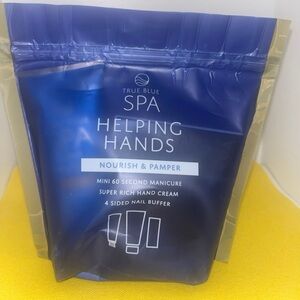 TRUE BLUE
SPA
HELPING
HANDS
NOURISH & PAMPER
MINI 60 SECOND MANICURE
SUPER RICH HAND CREAM
4 SIDED NAIL BUFFER